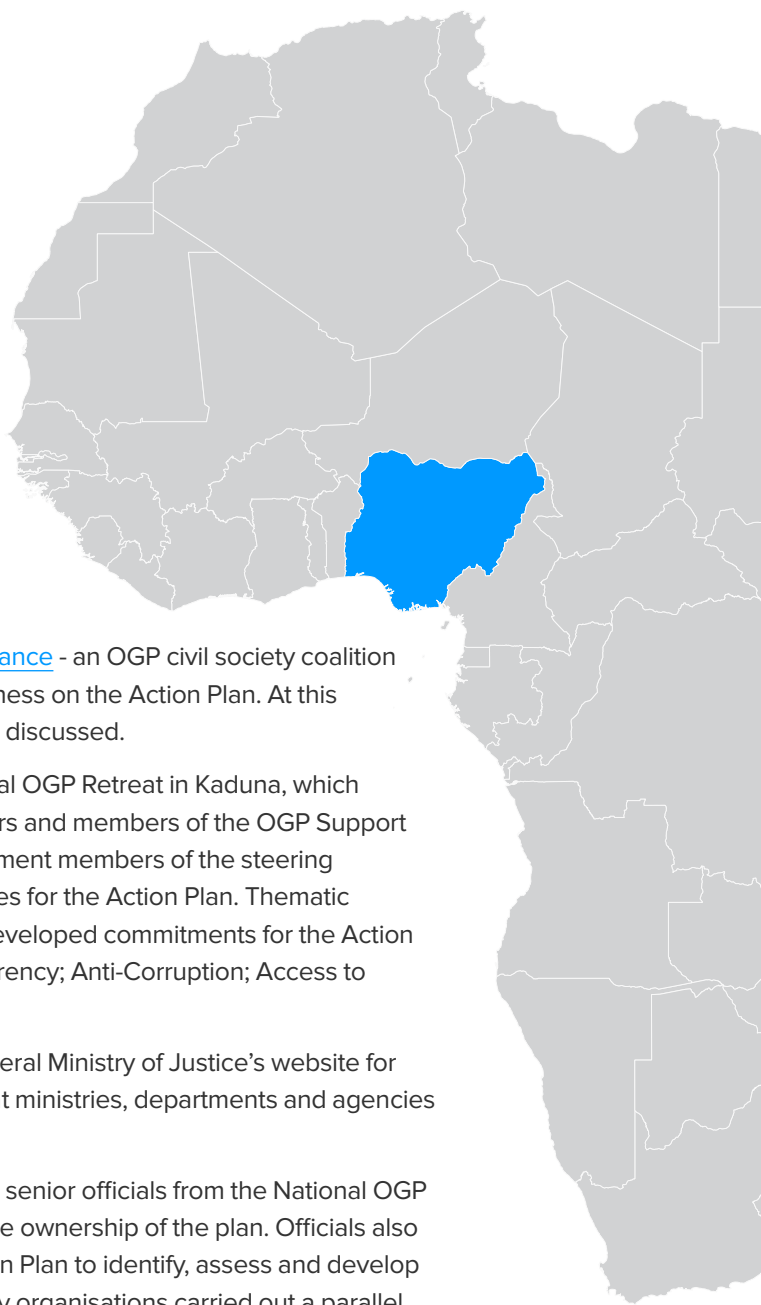 ance - an OGP civil society coalition
ness on the Action Plan. At this
discussed.
al OGP Retreat in Kaduna, which
rs and members of the OGP Support
ment members of the steering
es for the Action Plan. Thematic
eveloped commitments for the Action
rency; Anti-Corruption; Access to
eral Ministry of Justice’s website for
t ministries, departments and agencies
senior officials from the National OGP
e ownership of the plan. Officials also
n Plan to identify, assess and develop
y organisations carried out a parallel